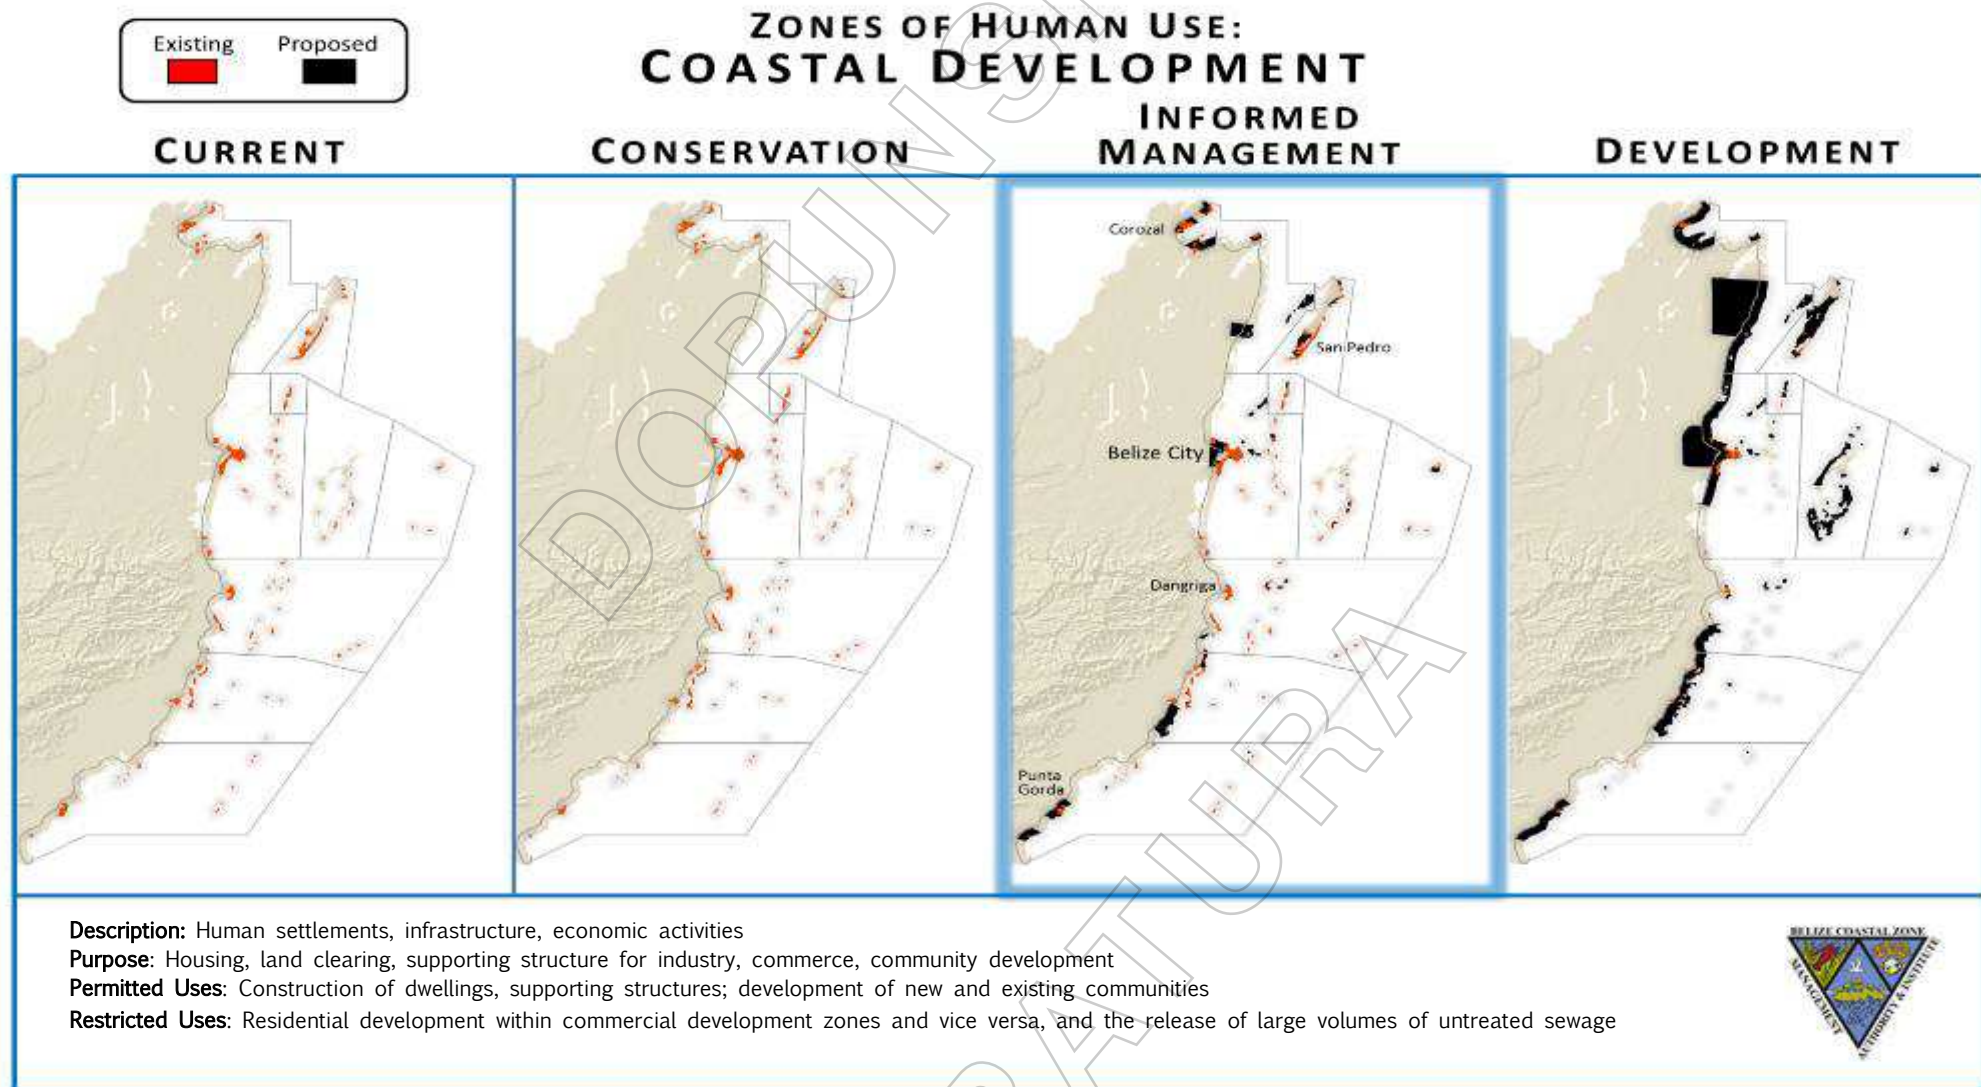 Existing Proposed
ZONES OF HUMAN USE:
COASTAL DEVELOPMENT
CURRENT
CONSERVATION
INFORMED
MANAGEMENT
DEVELOPMENT
Corozal
San Pedro
Belize City
Dangriga
Punta
Gorda
Description: Human settlements, infrastructure, economic activities
Purpose: Housing, land clearing, supporting structure for industry, commerce, community development
Permitted Uses: Construction of dwellings, supporting structures; development of new and existing communities
Restricted Uses: Residential development within commercial development zones and vice versa, and the release of large volumes of untreated sewage
BELIZE COASTAL ZONE
MANAGEMENT
AUTHORITY & INSTITUTE